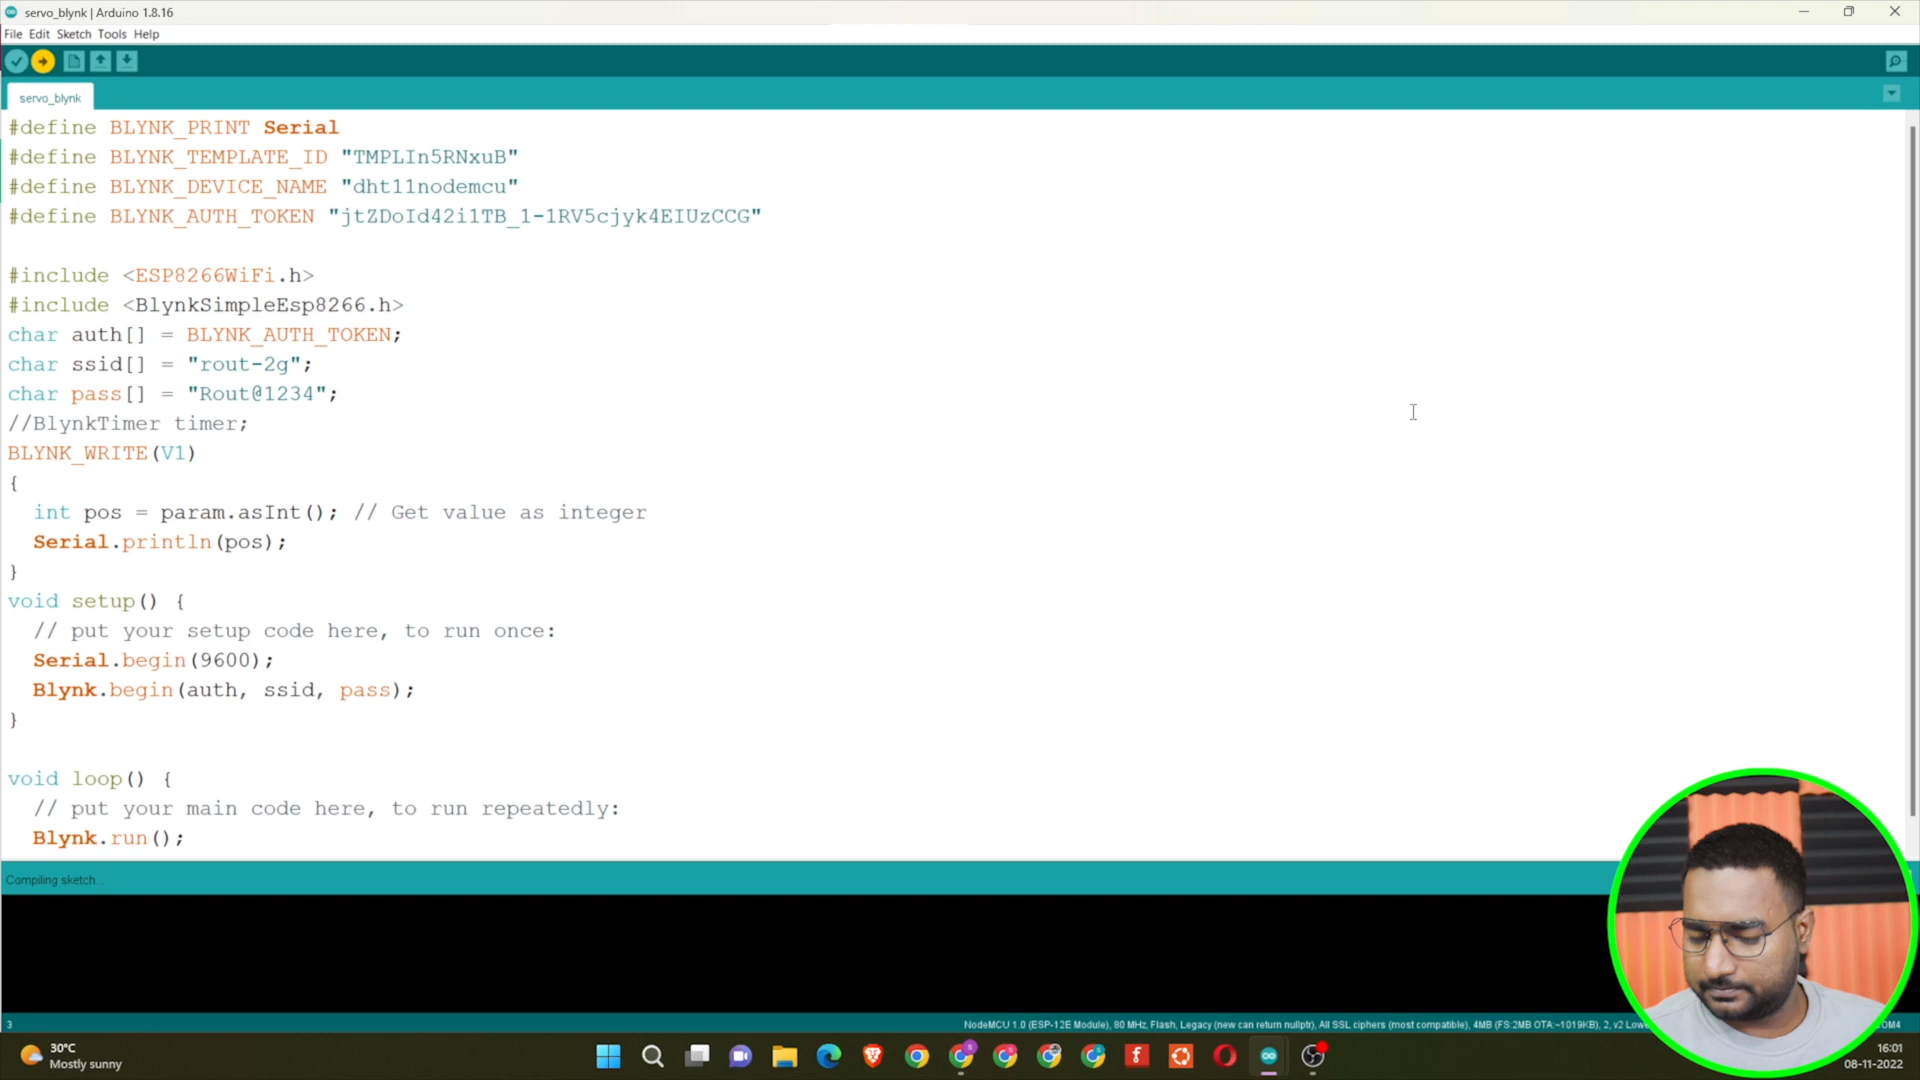 servo_blynk | Arduino 1.8.16
File Edit Sketch Tools Help
servo_blynk
#define BLYNK_PRINT Serial
#define BLYNK_TEMPLATE_ID "TMPLIn5RNxuB"
#define BLYNK_DEVICE_NAME "dht11nodemcu"
#define BLYNK_AUTH_TOKEN "jtZDoId42i1TB_1-1RV5cjyk4EIUzCCG"
#include <ESP8266WiFi.h>
#include <BlynkSimpleEsp8266.h>
char auth[] = BLYNK_AUTH_TOKEN;
char ssid[] = "rout-2g";
char pass[] = "Rout@1234";
//BlynkTimer timer;
BLYNK_WRITE(V1)
{
int pos = param.asInt(); // Get value as integer
Serial.println(pos);
}
void setup() {
// put your setup code here, to run once:
Serial.begin(9600);
Blynk.begin(auth, ssid, pass);
}
void loop() {
// put your main code here, to run repeatedly:
Blynk.run();
Compiling sketch...
3 NodeMCU 1.0 (ESP-12E Module), 80 MHz, Flash, Legacy (new can return nullptr), All SSL ciphers (most compatible), 4MB (FS:2MB OTA:~1019KB), 2, v2 Lowe OM4
30°C
Mostly sunny
16:01
08-11-2022